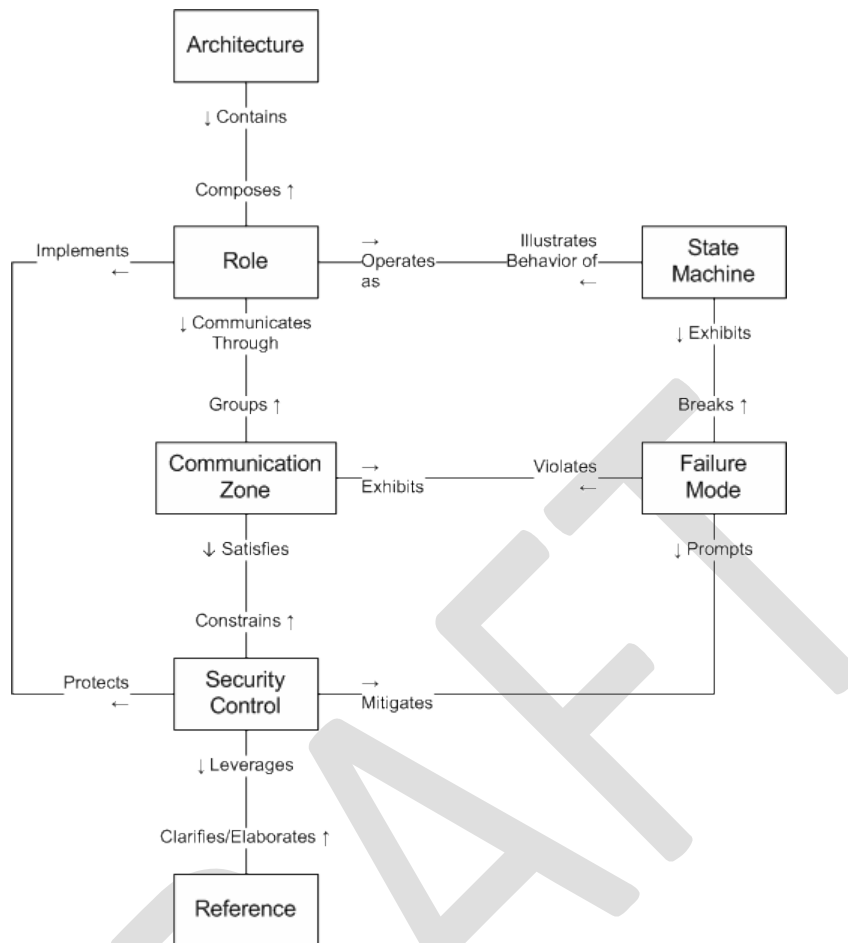 Architecture
↓ Contains
Composes ↑
Implements
←
Role
→
Operates
as
Illustrates
Behavior of
←
State
Machine
↓ Communicates
Through
↓ Exhibits
Groups ↑
Breaks ↑
Communication
Zone
→
Exhibits
Violates
←
Failure
Mode
↓ Satisfies
↓ Prompts
Constrains ↑
Protects
←
Security
Control
→
Mitigates
↓ Leverages
Clarifies/Elaborates ↑
Reference
DRAFT